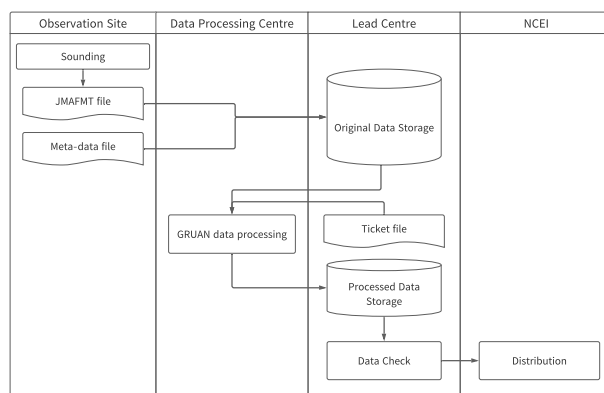 Observation Site
Data Processing Centre
Lead Centre
NCEI
Sounding
JMAFMT file
Meta-data file
Original Data Storage
GRUAN data processing
Ticket file
Processed Data
Storage
Data Check
Distribution